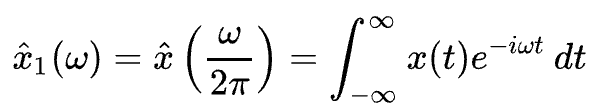 x̂₁(ω) = x̂(ω/2π) = ∫_{-∞}^{∞} x(t)e^{-iωt} dt